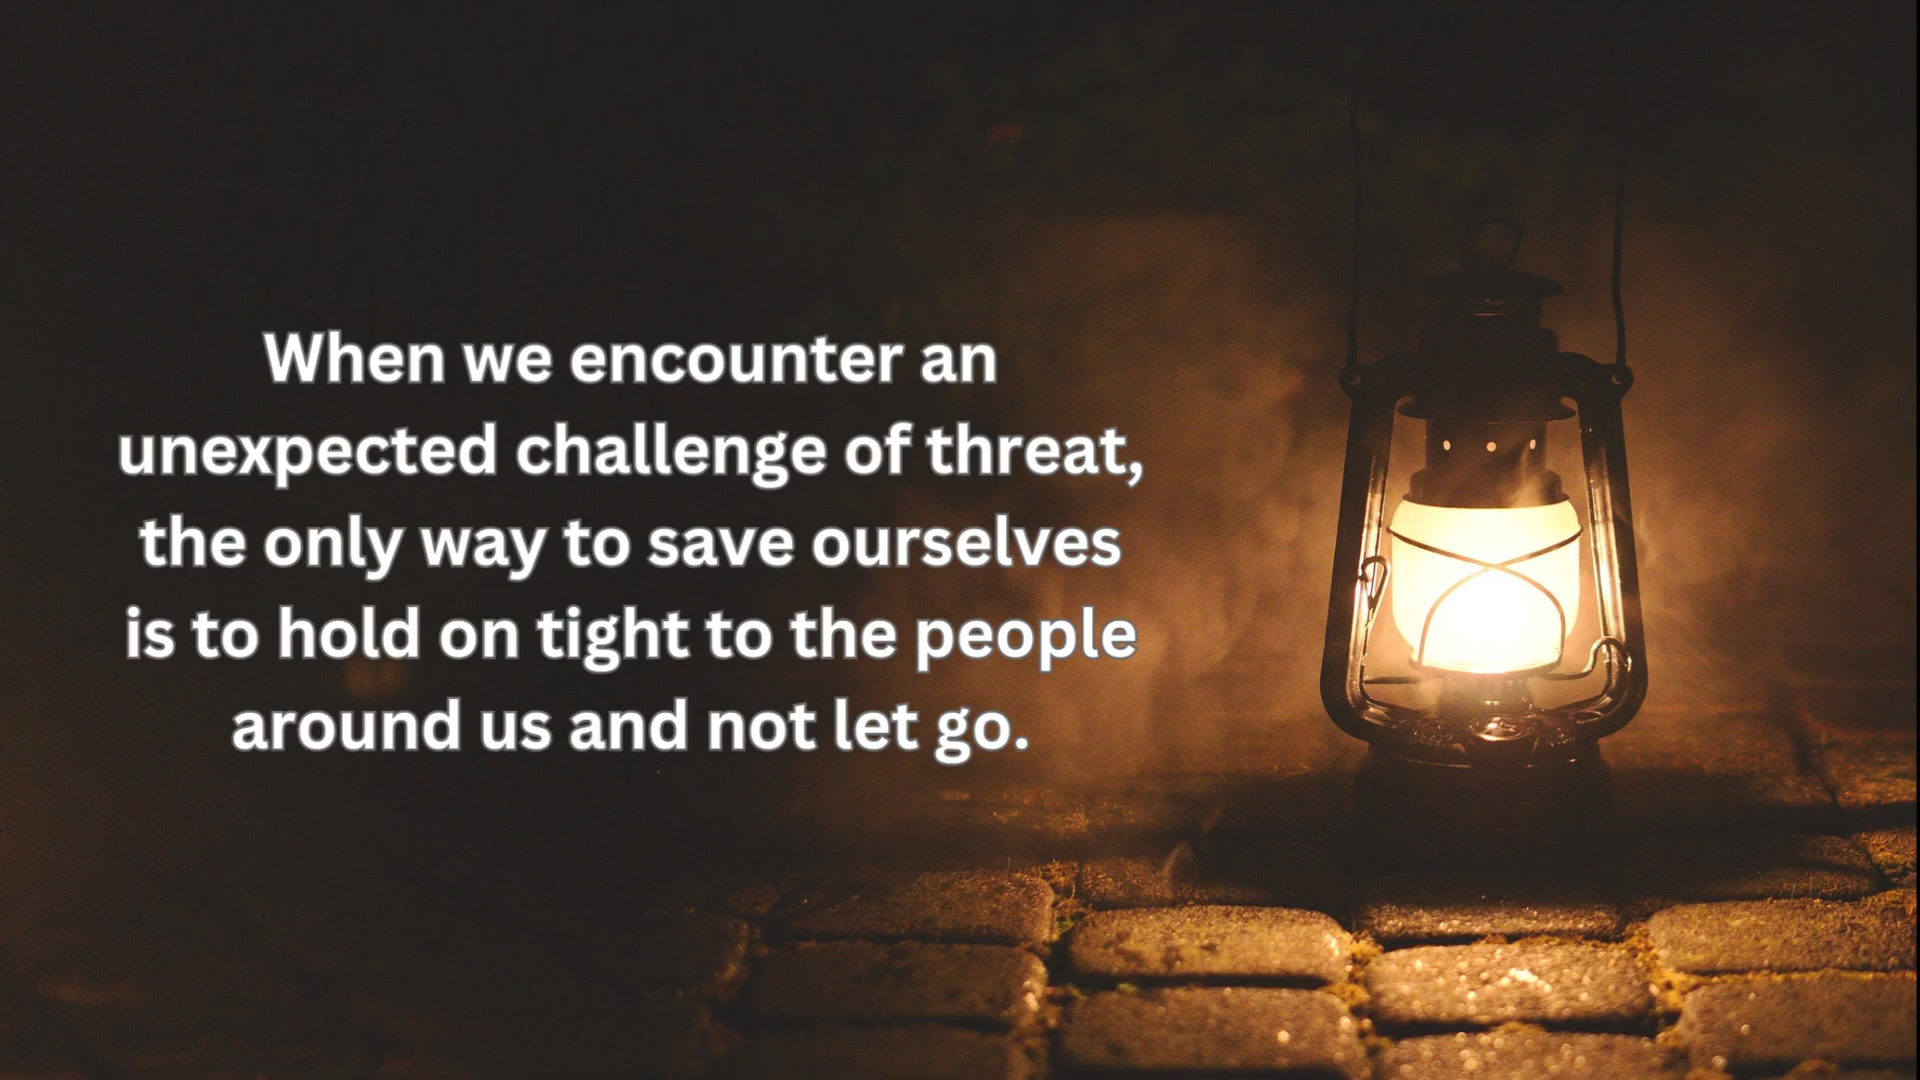 When we encounter an
unexpected challenge of threat,
the only way to save ourselves
is to hold on tight to the people
around us and not let go.